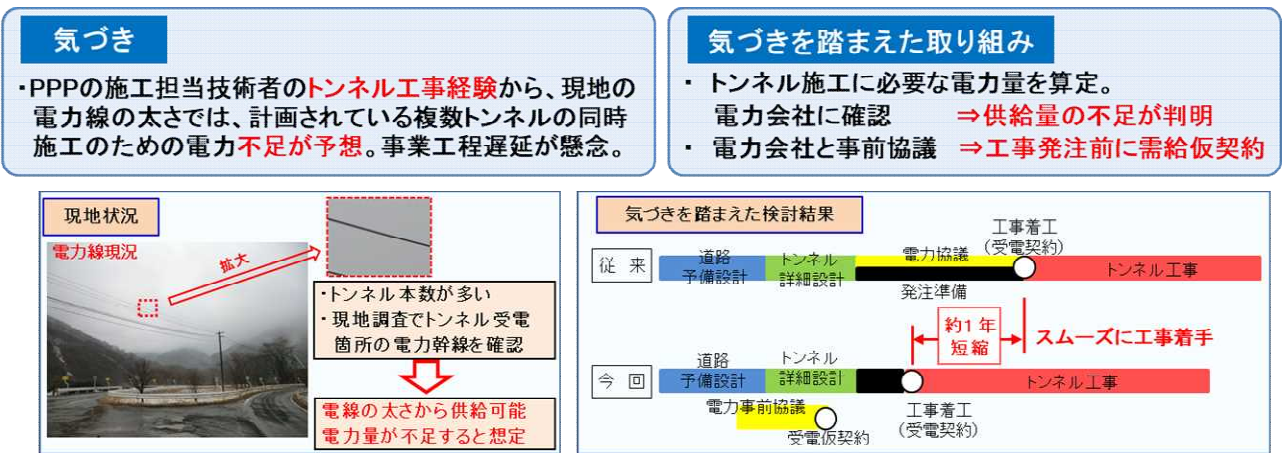 気づき
・PPPの施工担当技術者のトンネル工事経験から、現地の
電力線の太さでは、計画されている複数トンネルの同時
施工のための電力不足が予想。事業工程遅延が懸念。
気づきを踏まえた取り組み
・ トンネル施工に必要な電力量を算定。
電力会社に確認 ⇒供給量の不足が判明
・ 電力会社と事前協議 ⇒工事発注前に需給仮契約
現地状況
電力線現況
拡大
・トンネル本数が多い
・現地調査でトンネル受電
箇所の電力幹線を確認
電線の太さから供給可能
電力量が不足すると想定
気づきを踏まえた検討結果
工事着工
(受電契約)
従 来
道路
予備設計
トンネル
詳細設計
電力協議
発注準備
トンネル工事
約1年
短縮
スムーズに工事着手
今 回
道路
予備設計
トンネル
詳細設計
トンネル工事
電力事前協議
受電仮契約
工事着工
(受電契約)